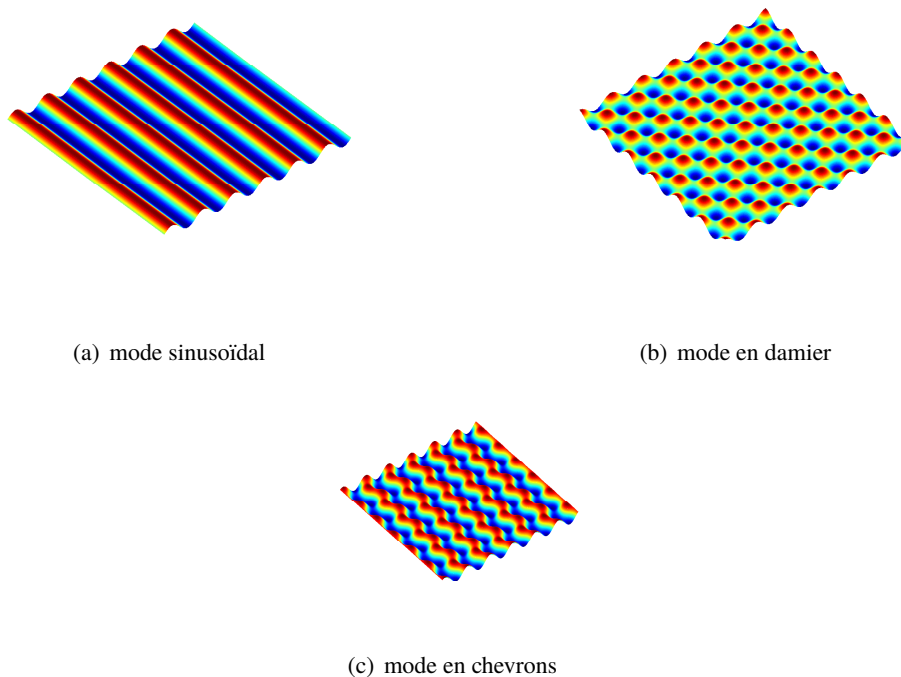 (a) mode sinusoïdal
(b) mode en damier
(c) mode en chevrons